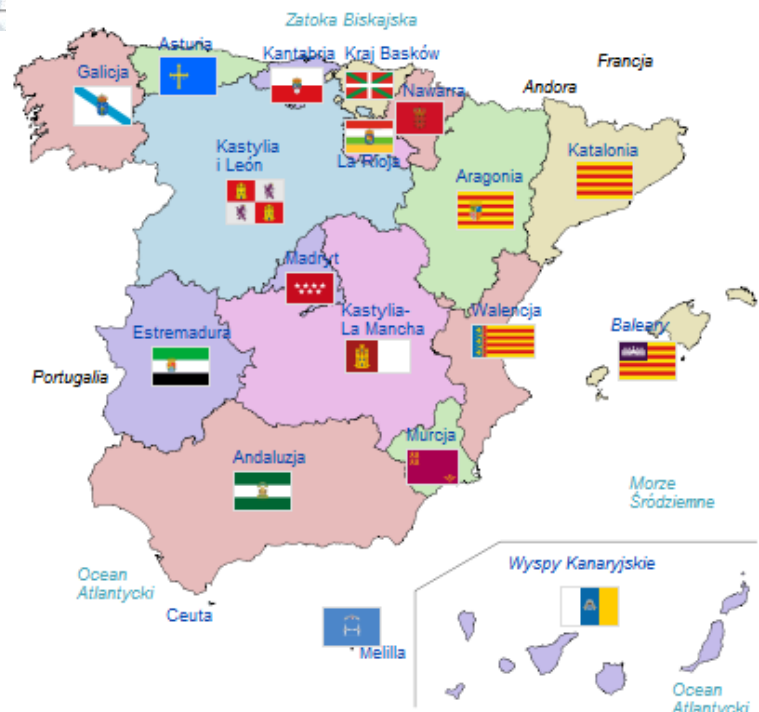 Zatoka Biskajska
Asturia
Kantabria
Kraj Basków
Francja
Galicja
Nawarra
Andora
Kastylia
i León
La Rioja
Katalonia
Aragonia
Madryt
Kastylia-
La Mancha
Walencja
Baleary
Estremadura
Portugalia
Murcja
Andaluzja
Morze
Śródziemne
Ocean
Atlantycki
Ceuta
Melilla
Wyspy Kanaryjskie
Ocean
Atlantycki